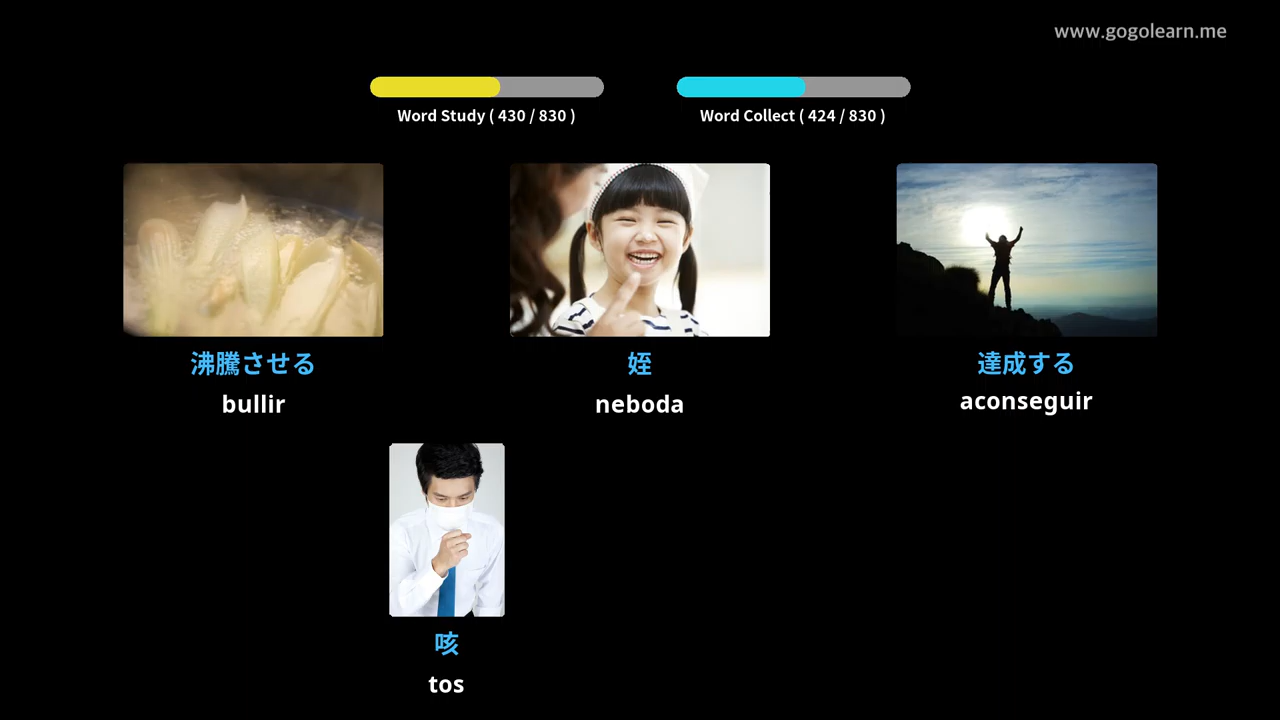 www.gogolearn.me
Word Study ( 430 / 830 )
Word Collect ( 424 / 830 )
沸騰させる
bullir
姪
neboda
達成する
aconseguir
咳
tos